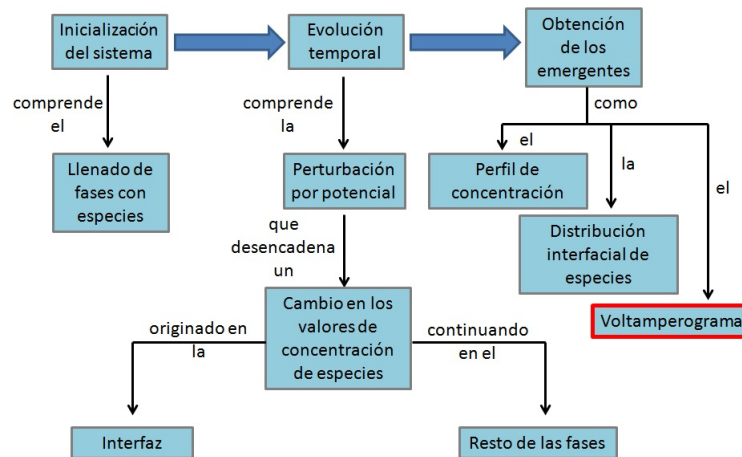 Inicialización
del sistema
Evolución
temporal
Obtención
de los
emergentes
comprende
el
comprende
la
como
el
la
el
Llenado de
fases con
especies
Perturbación
por potencial
Perfil de
concentración
Distribución
interfacial de
especies
Voltamperograma
que
desencadena
un
Cambio en los
valores de
concentración
de especies
originado en
la
continuando
en el
Interfaz
Resto de las fases